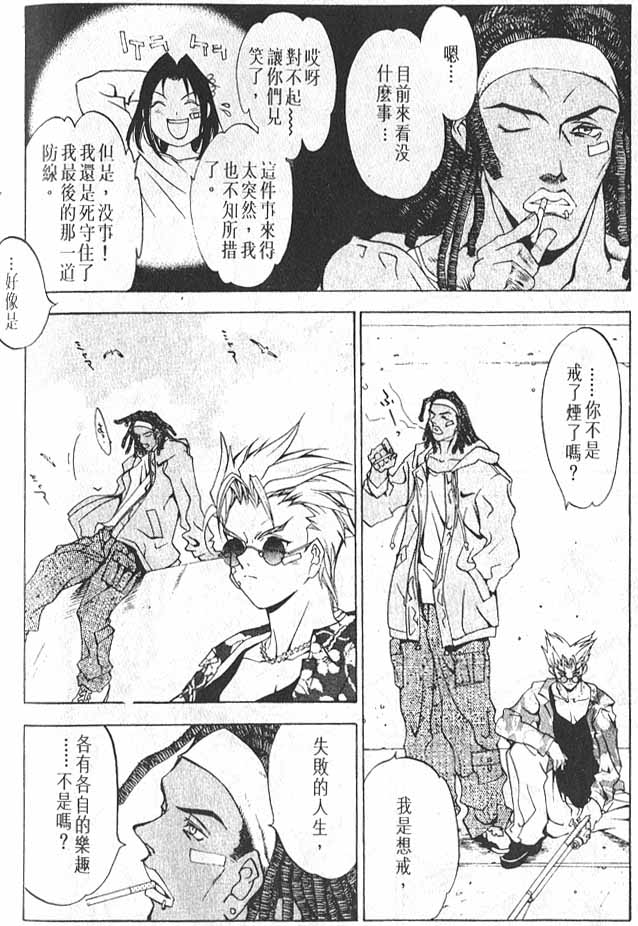 嗯……
目前來看没
什麼事…
哎呀
對不起~
讓你們見
笑了，
這件事來得
太突然，我
也不知所措
了。
但是，没事！
我還是死守住了
我最後的那一道
防線。
……你不是
戒了煙了嗎？
我是想戒，
…好像是
失敗的人生，
各有各自的樂趣
……不是嗎？